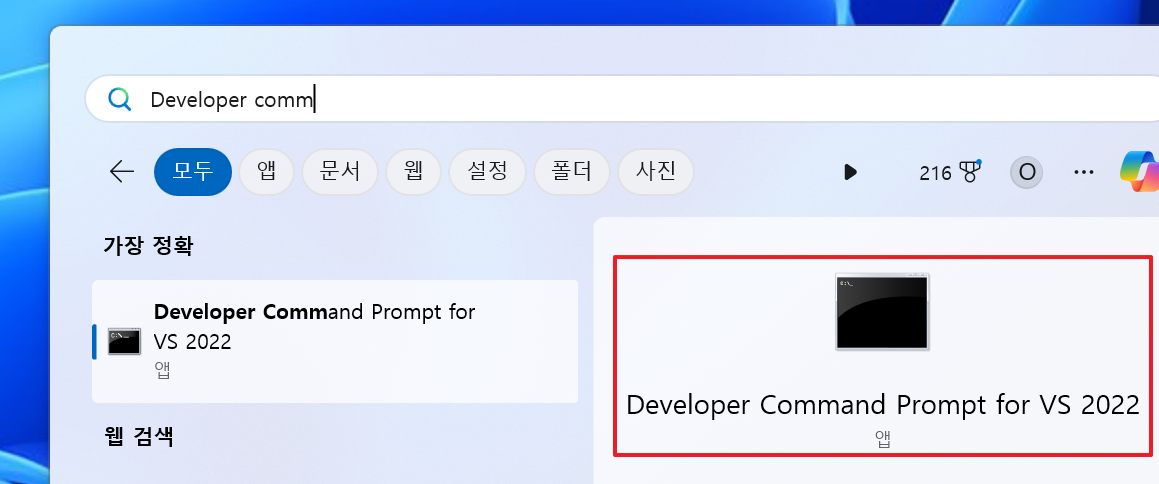 Developer comm
모두 앱 문서 웹 설정 폴더 사진 216 O ...
가장 정확
Developer Command Prompt for
VS 2022
앱
웹 검색
C:\_
Developer Command Prompt for VS 2022
앱